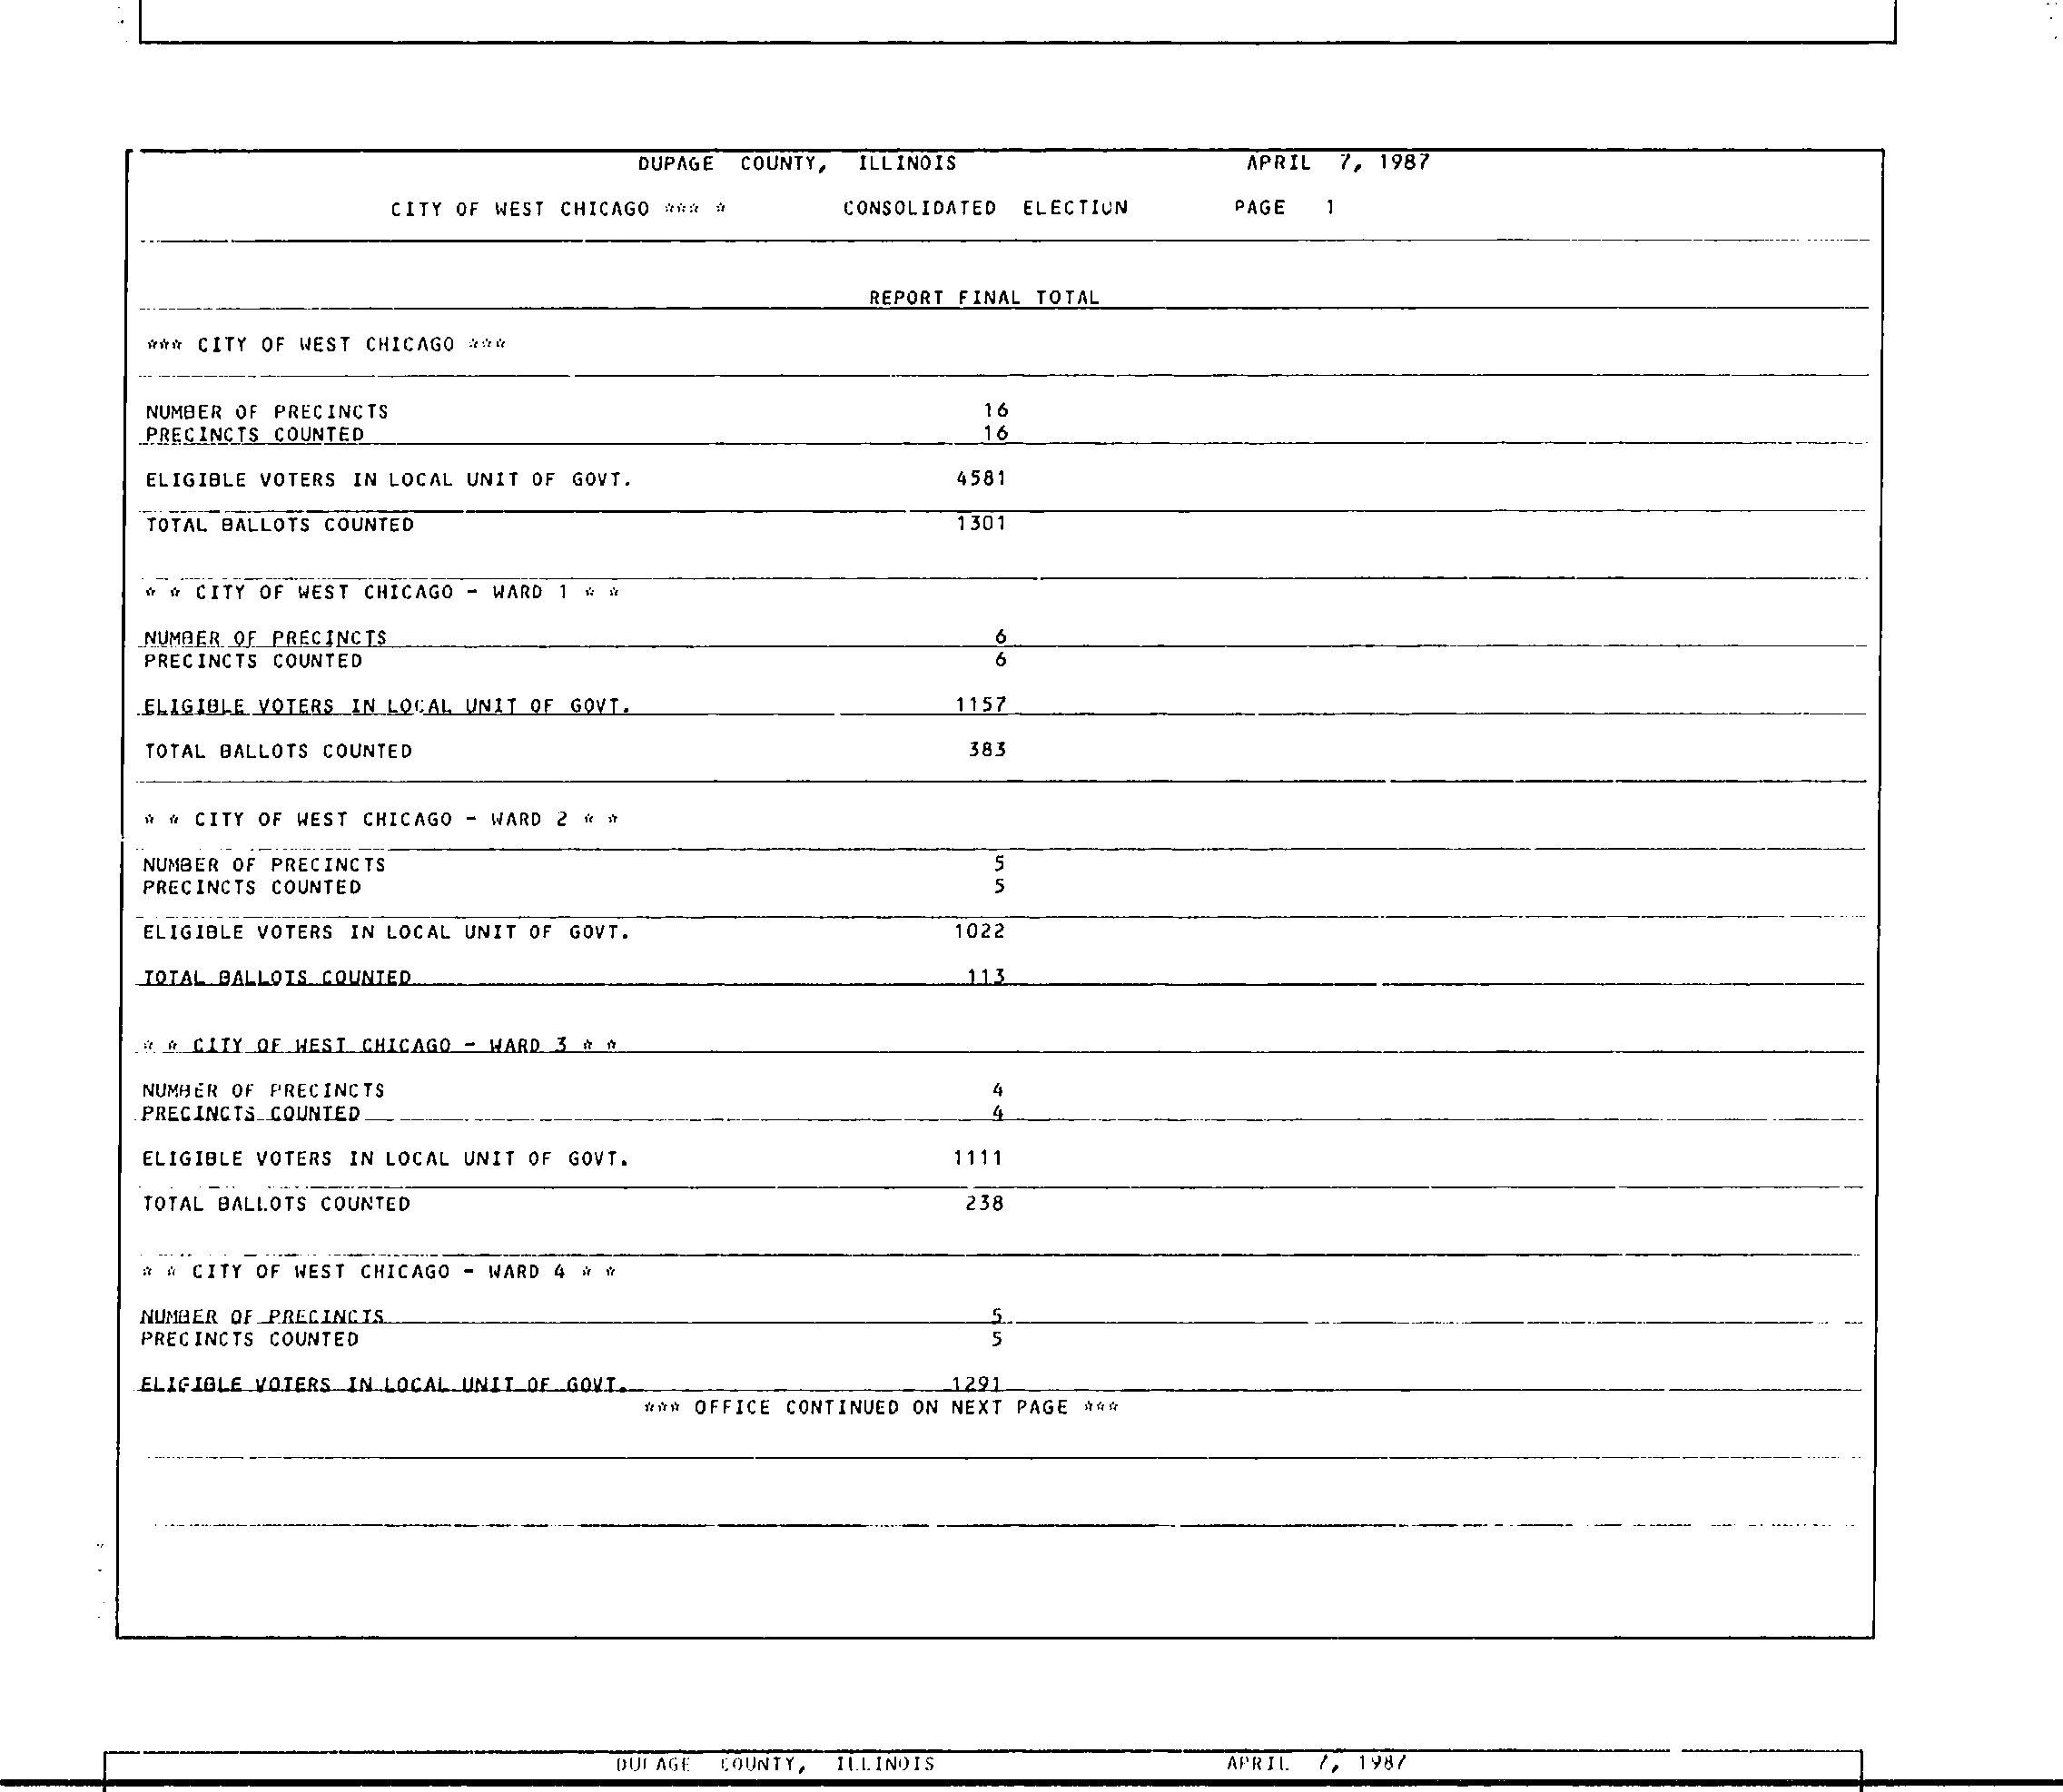 DUPAGE COUNTY, ILLINOIS APRIL 7, 1987
CITY OF WEST CHICAGO *** * CONSOLIDATED ELECTION PAGE 1
REPORT FINAL TOTAL
*** CITY OF WEST CHICAGO ***
NUMBER OF PRECINCTS 16
PRECINCTS COUNTED 16
ELIGIBLE VOTERS IN LOCAL UNIT OF GOVT. 4581
TOTAL BALLOTS COUNTED 1301
* * CITY OF WEST CHICAGO - WARD 1 * *
NUMBER OF PRECINCTS 6
PRECINCTS COUNTED 6
ELIGIBLE VOTERS IN LOCAL UNIT OF GOVT. 1157
TOTAL BALLOTS COUNTED 383
* * CITY OF WEST CHICAGO - WARD 2 * *
NUMBER OF PRECINCTS 5
PRECINCTS COUNTED 5
ELIGIBLE VOTERS IN LOCAL UNIT OF GOVT. 1022
TOTAL BALLOTS COUNTED 113
* * CITY OF WEST CHICAGO - WARD 3 * *
NUMBER OF PRECINCTS 4
PRECINCTS COUNTED 4
ELIGIBLE VOTERS IN LOCAL UNIT OF GOVT. 1111
TOTAL BALLOTS COUNTED 238
* * CITY OF WEST CHICAGO - WARD 4 * *
NUMBER OF PRECINCTS 5
PRECINCTS COUNTED 5
ELIGIBLE VOTERS IN LOCAL UNIT OF GOVT. 1291
*** OFFICE CONTINUED ON NEXT PAGE ***
DUPAGE COUNTY, ILLINOIS APRIL 7, 1987